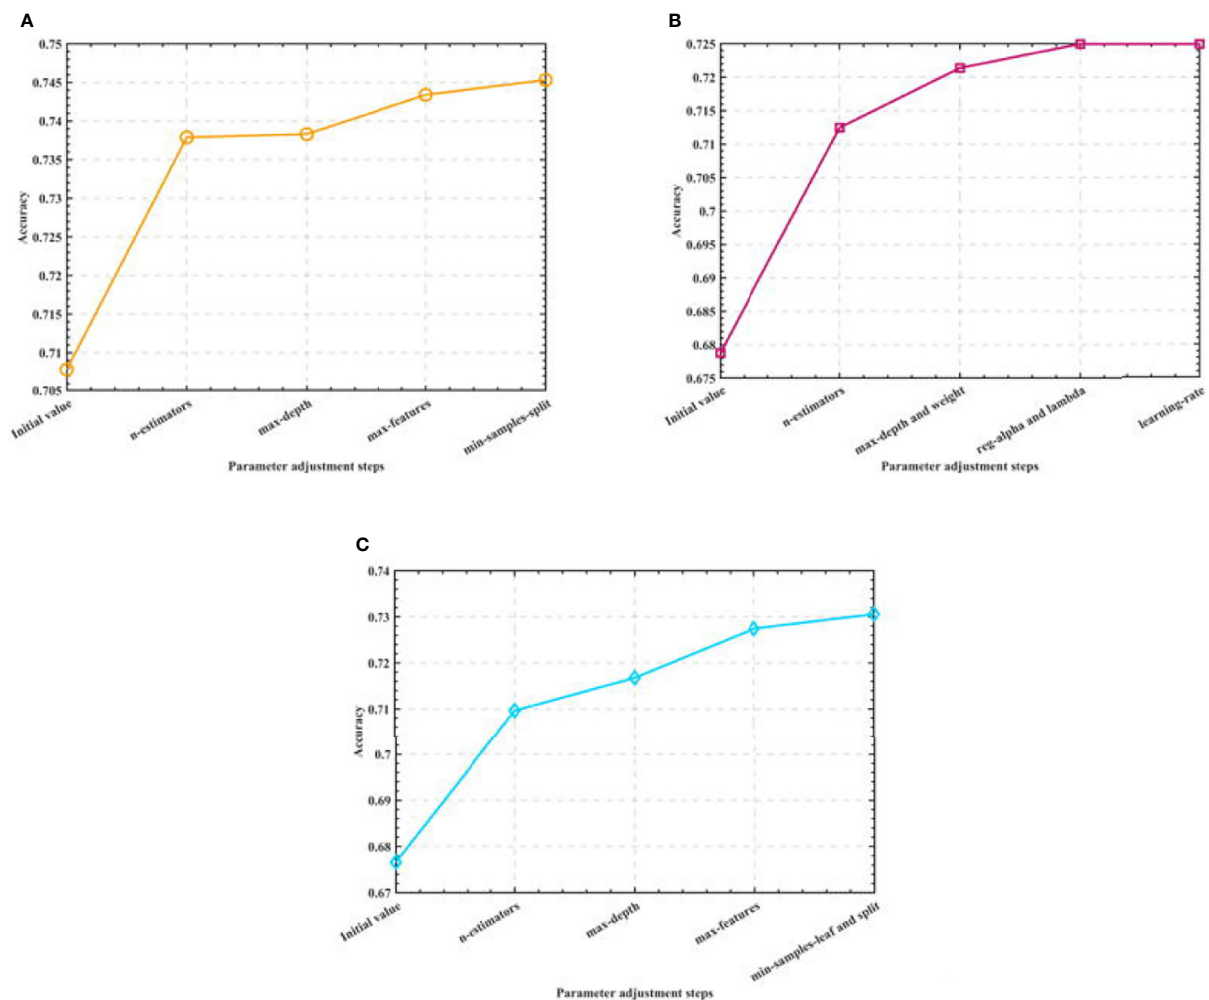 A
0.75
0.745
0.74
0.735
0.73
0.725
0.72
0.715
0.71
0.705
Accuracy
Initial value
n-estimators
max-depth
max-features
min-samples-split
Parameter adjustment steps
B
0.725
0.72
0.715
0.71
0.705
0.7
0.695
0.69
0.685
0.68
0.675
Accuracy
Initial value
n-estimators
max-depth and weight
reg-alpha and lambda
learning-rate
Parameter adjustment steps
C
0.74
0.73
0.72
0.71
0.7
0.69
0.68
0.67
Accuracy
Initial value
n-estimators
max-depth
max-features
min-samples-leaf and split
Parameter adjustment steps